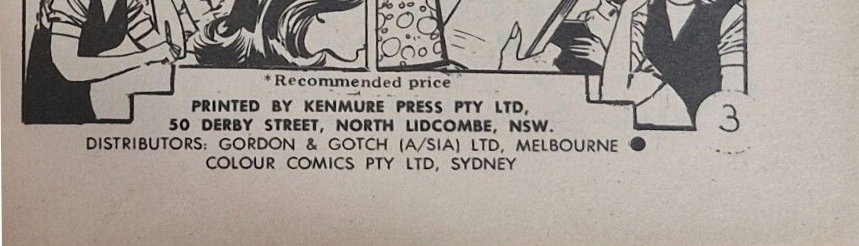 *Recommended price
PRINTED BY KENMURE PRESS PTY LTD,
50 DERBY STREET, NORTH LIDCOMBE, NSW.
DISTRIBUTORS: GORDON & GOTCH (A/SIA) LTD, MELBOURNE ●
COLOUR COMICS PTY LTD, SYDNEY
3